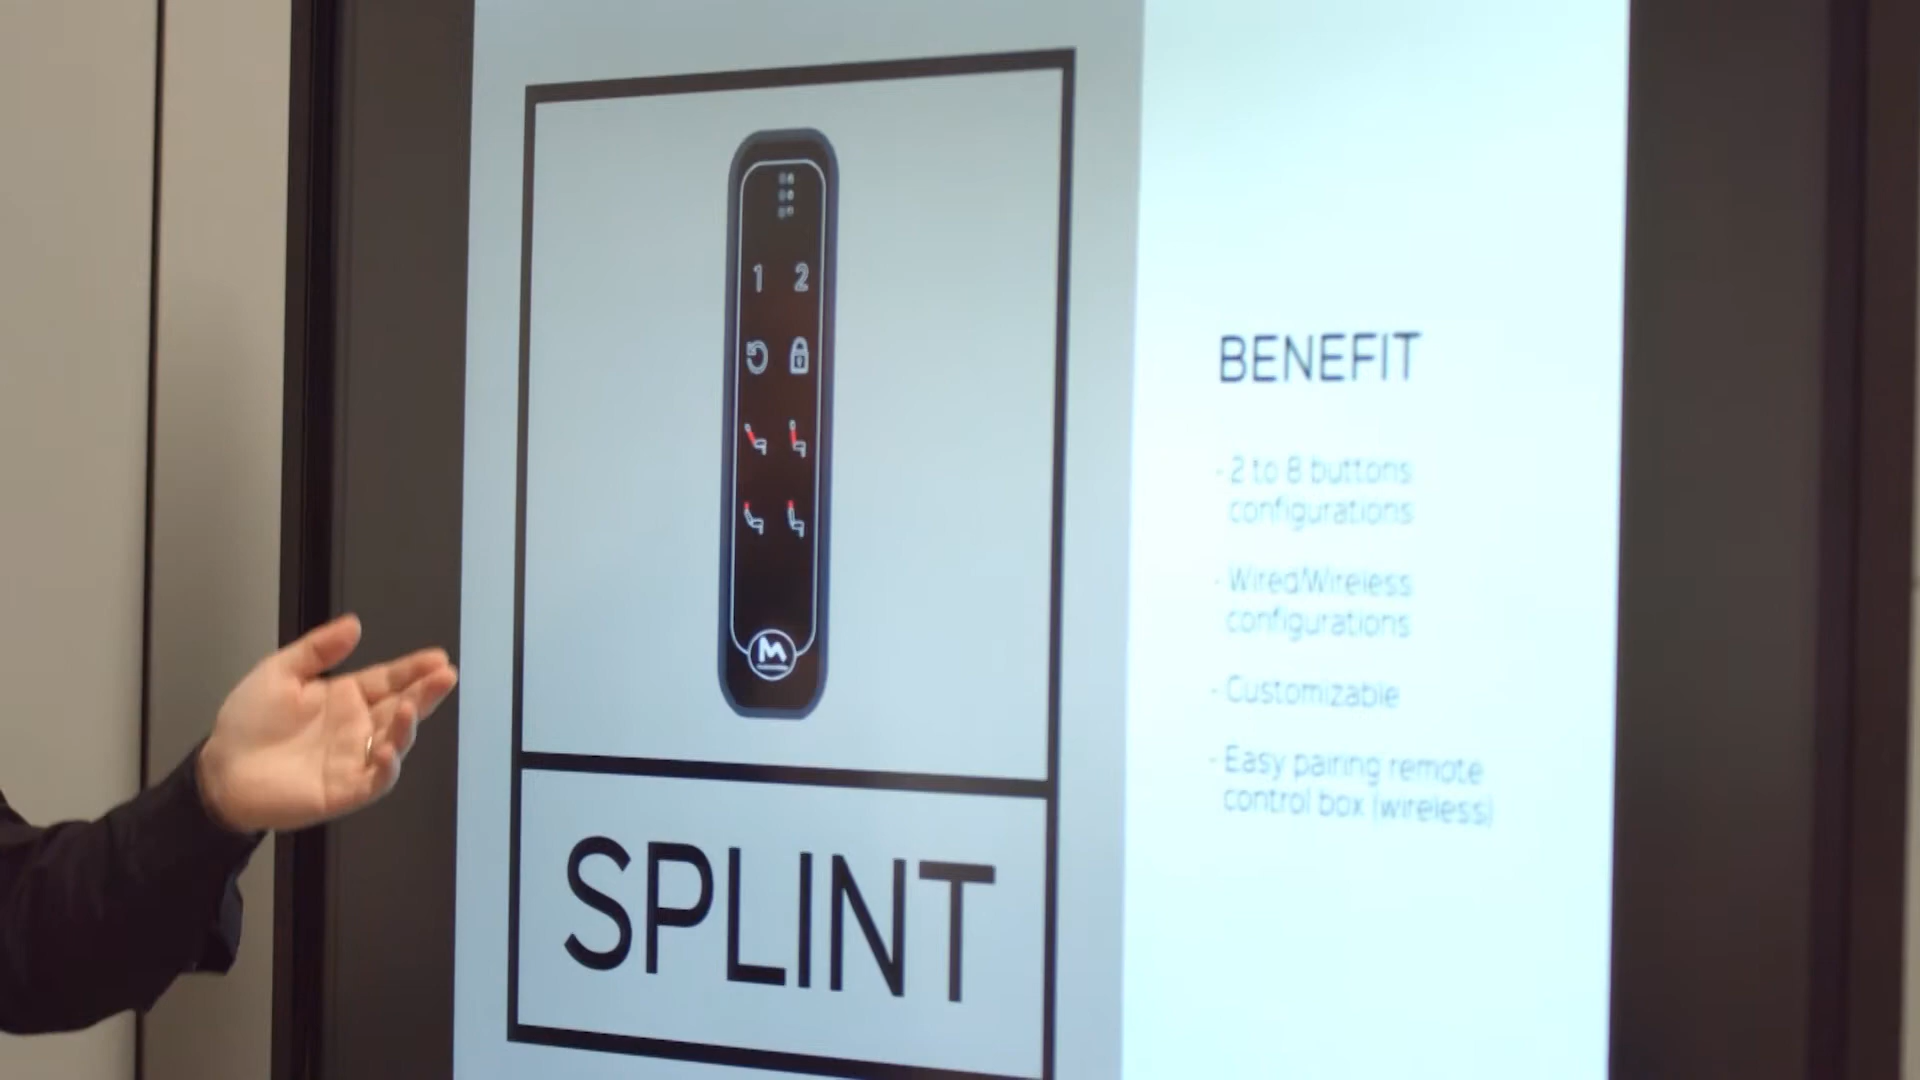 1 2
M
SPLINT
BENEFIT
- 2 to 8 buttons
configurations
- Wired/Wireless
configurations
- Customizable
- Easy pairing remote
control box (wireless)